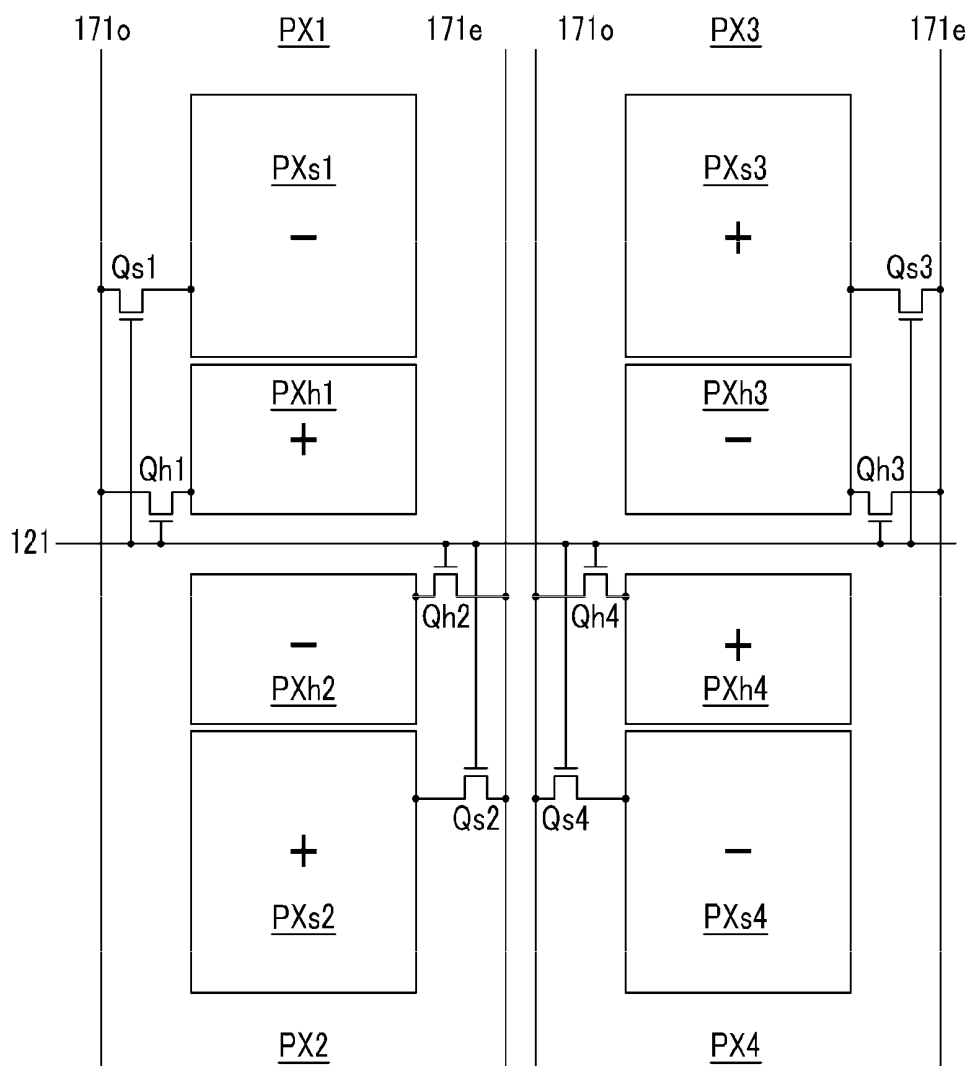 171o PX1 171e 171o PX3 171e
PXs1 PXs3
− +
Qs1 Qs3
PXh1 PXh3
+ −
Qh1 Qh3
121
Qh2 Qh4
− +
PXh2 PXh4
Qs2 Qs4
+ −
PXs2 PXs4
PX2 PX4